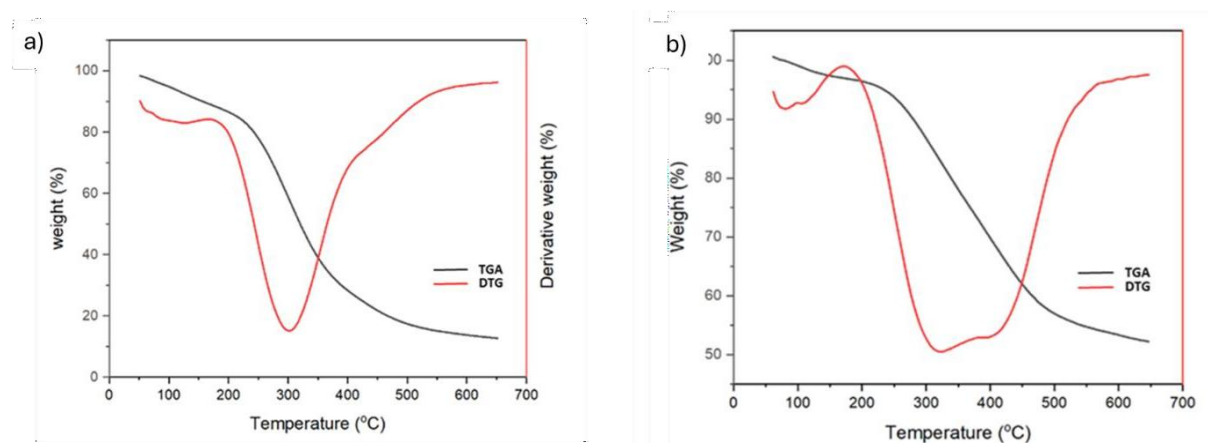 a)
100
80
60
40
20
0
0 100 200 300 400 500 600 700
weight (%)
Derivative weight (%)
TGA
DTG
Temperature (°C)
b)
00
90
80
70
60
50
0 100 200 300 400 500 600 700
Weight (%)
TGA
DTG
Temperature (°C)